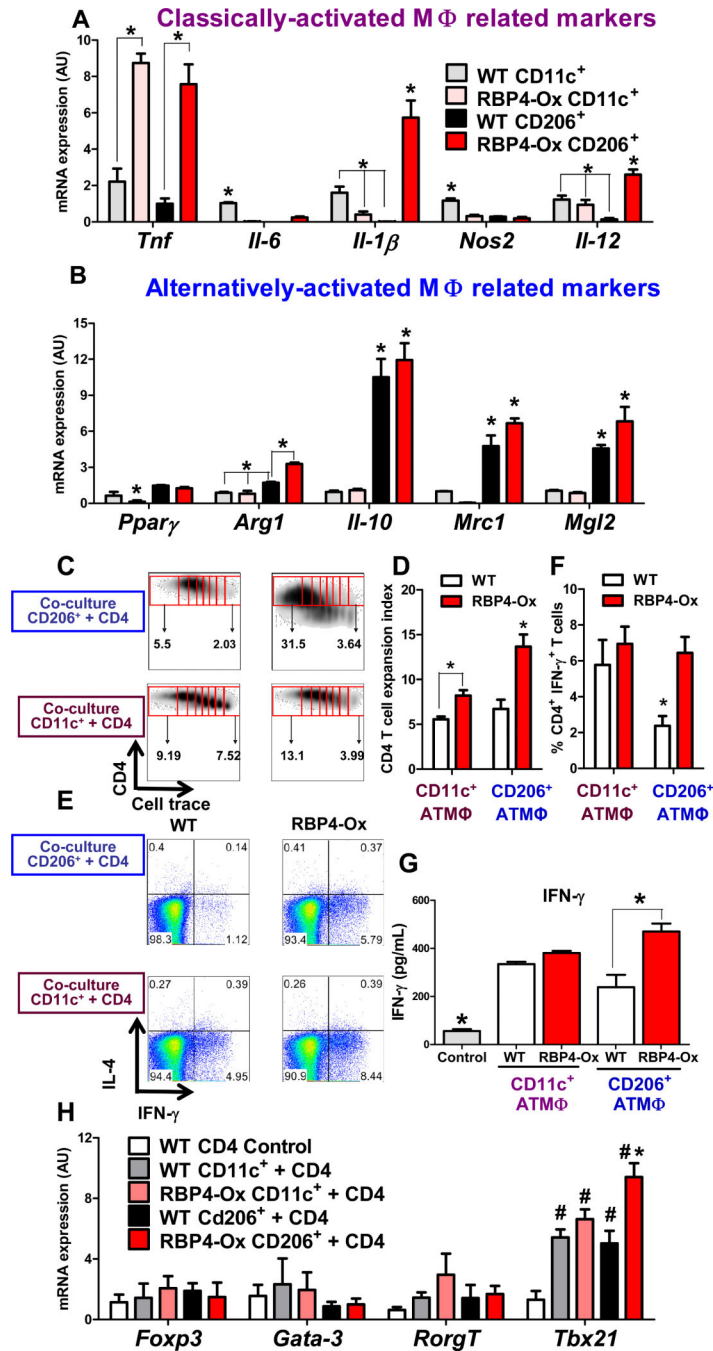 A
Classically-activated MΦ related markers
mRNA expression (AU)
10
8
6
4
2
0
WT CD11c⁺
RBP4-Ox CD11c⁺
WT CD206⁺
RBP4-Ox CD206⁺
* * * * * * * *
Tnf Il-6 Il-1β Nos2 Il-12
B
Alternatively-activated MΦ related markers
mRNA expression (AU)
15
12
9
6
3
0
* * * * * * * * *
Pparγ Arg1 Il-10 Mrc1 Mgl2
C
Co-culture
CD206⁺ + CD4
5.5 2.03 31.5 3.64
Co-culture
CD11c⁺ + CD4
9.19 7.52 13.1 3.99
CD4
Cell trace
D
WT
RBP4-Ox
CD4 T cell expansion index
20
15
10
5
0
* *
CD11c⁺ CD206⁺
ATMΦ ATMΦ
F
WT
RBP4-Ox
% CD4⁺ IFN-γ⁺ T cells
10
8
6
4
2
0
*
CD11c⁺ CD206⁺
ATMΦ ATMΦ
E
WT RBP4-Ox
Co-culture
CD206⁺ + CD4
0.4 0.14 0.41 0.37
98.3 1.12 93.4 5.79
Co-culture
CD11c⁺ + CD4
0.27 0.39 0.26 0.39
94.4 4.95 90.9 8.44
IL-4
IFN-γ
G
IFN-γ
IFN-γ (pg/mL)
600
400
200
0
* *
Control WT RBP4-Ox WT RBP4-Ox
CD11c⁺ CD206⁺
ATMΦ ATMΦ
H
mRNA expression (AU)
12
8
4
0
WT CD4 Control
WT CD11c⁺ + CD4
RBP4-Ox CD11c⁺ + CD4
WT Cd206⁺ + CD4
RBP4-Ox CD206⁺ + CD4
# # # #*
Foxp3 Gata-3 RorgT Tbx21